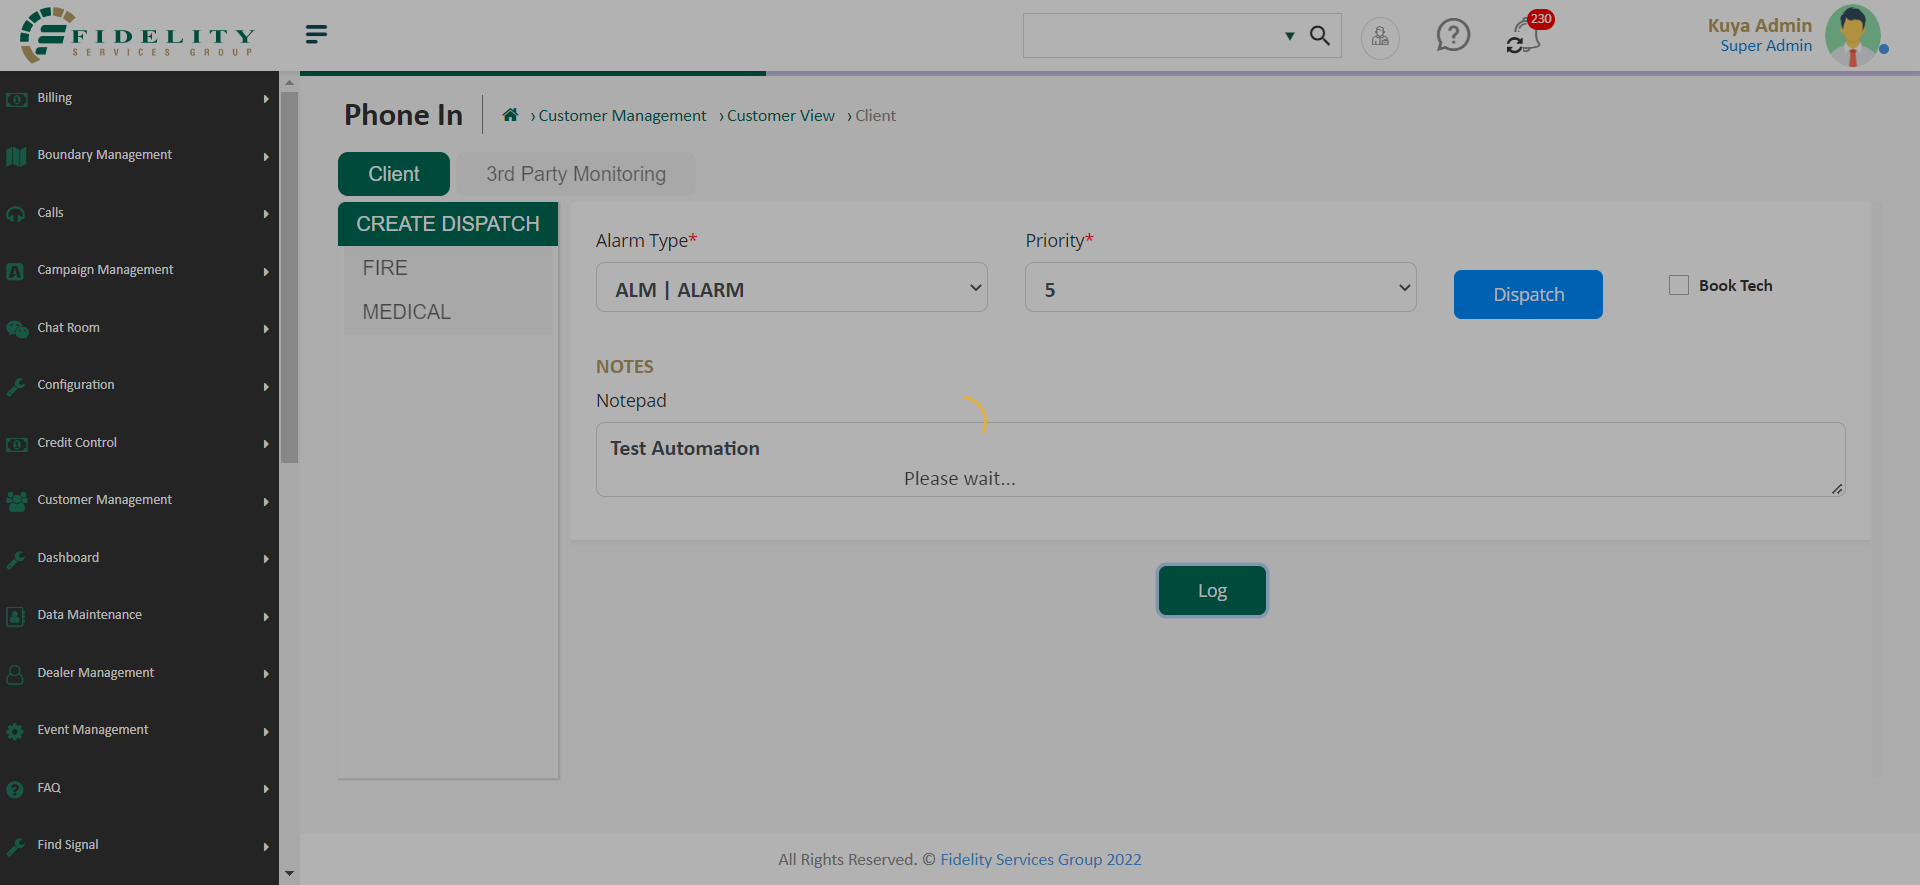 FIDELITY
SERVICES GROUP
230
Kuya Admin
Super Admin
Billing
Boundary Management
Calls
Campaign Management
Chat Room
Configuration
Credit Control
Customer Management
Dashboard
Data Maintenance
Dealer Management
Event Management
FAQ
Find Signal
Phone In
› Customer Management › Customer View › Client
Client
3rd Party Monitoring
CREATE DISPATCH
FIRE
MEDICAL
Alarm Type*
Priority*
ALM | ALARM
5
Dispatch
Book Tech
NOTES
Notepad
Test Automation
Please wait...
Log
All Rights Reserved. © Fidelity Services Group 2022